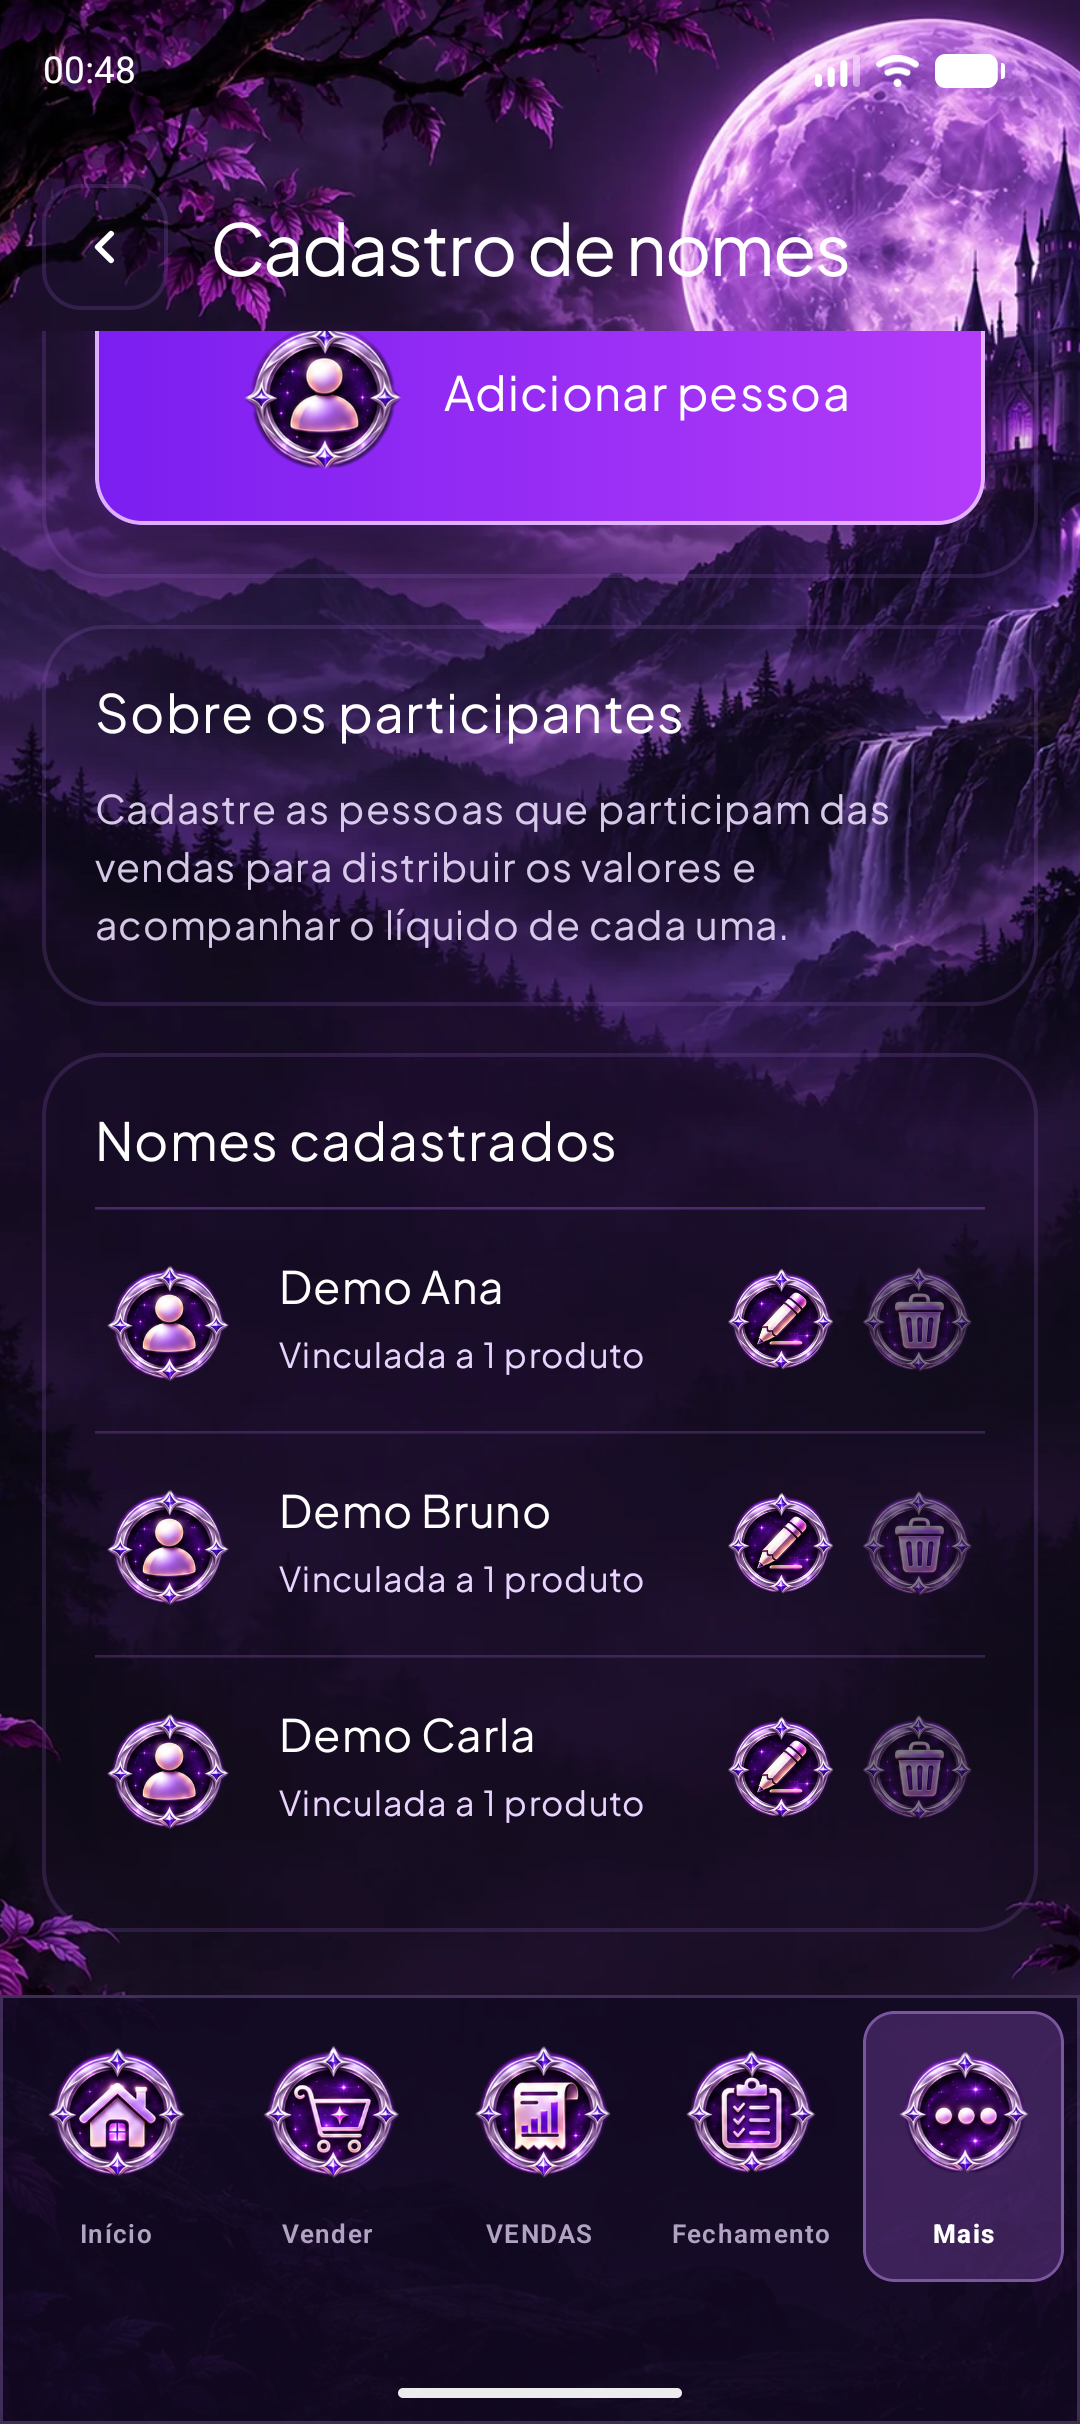 00:48
Cadastro de nomes
Adicionar pessoa
Sobre os participantes
Cadastre as pessoas que participam das
vendas para distribuir os valores e
acompanhar o líquido de cada uma.
Nomes cadastrados
Demo Ana
Vinculada a 1 produto
Demo Bruno
Vinculada a 1 produto
Demo Carla
Vinculada a 1 produto
Início
Vender
VENDAS
Fechamento
Mais